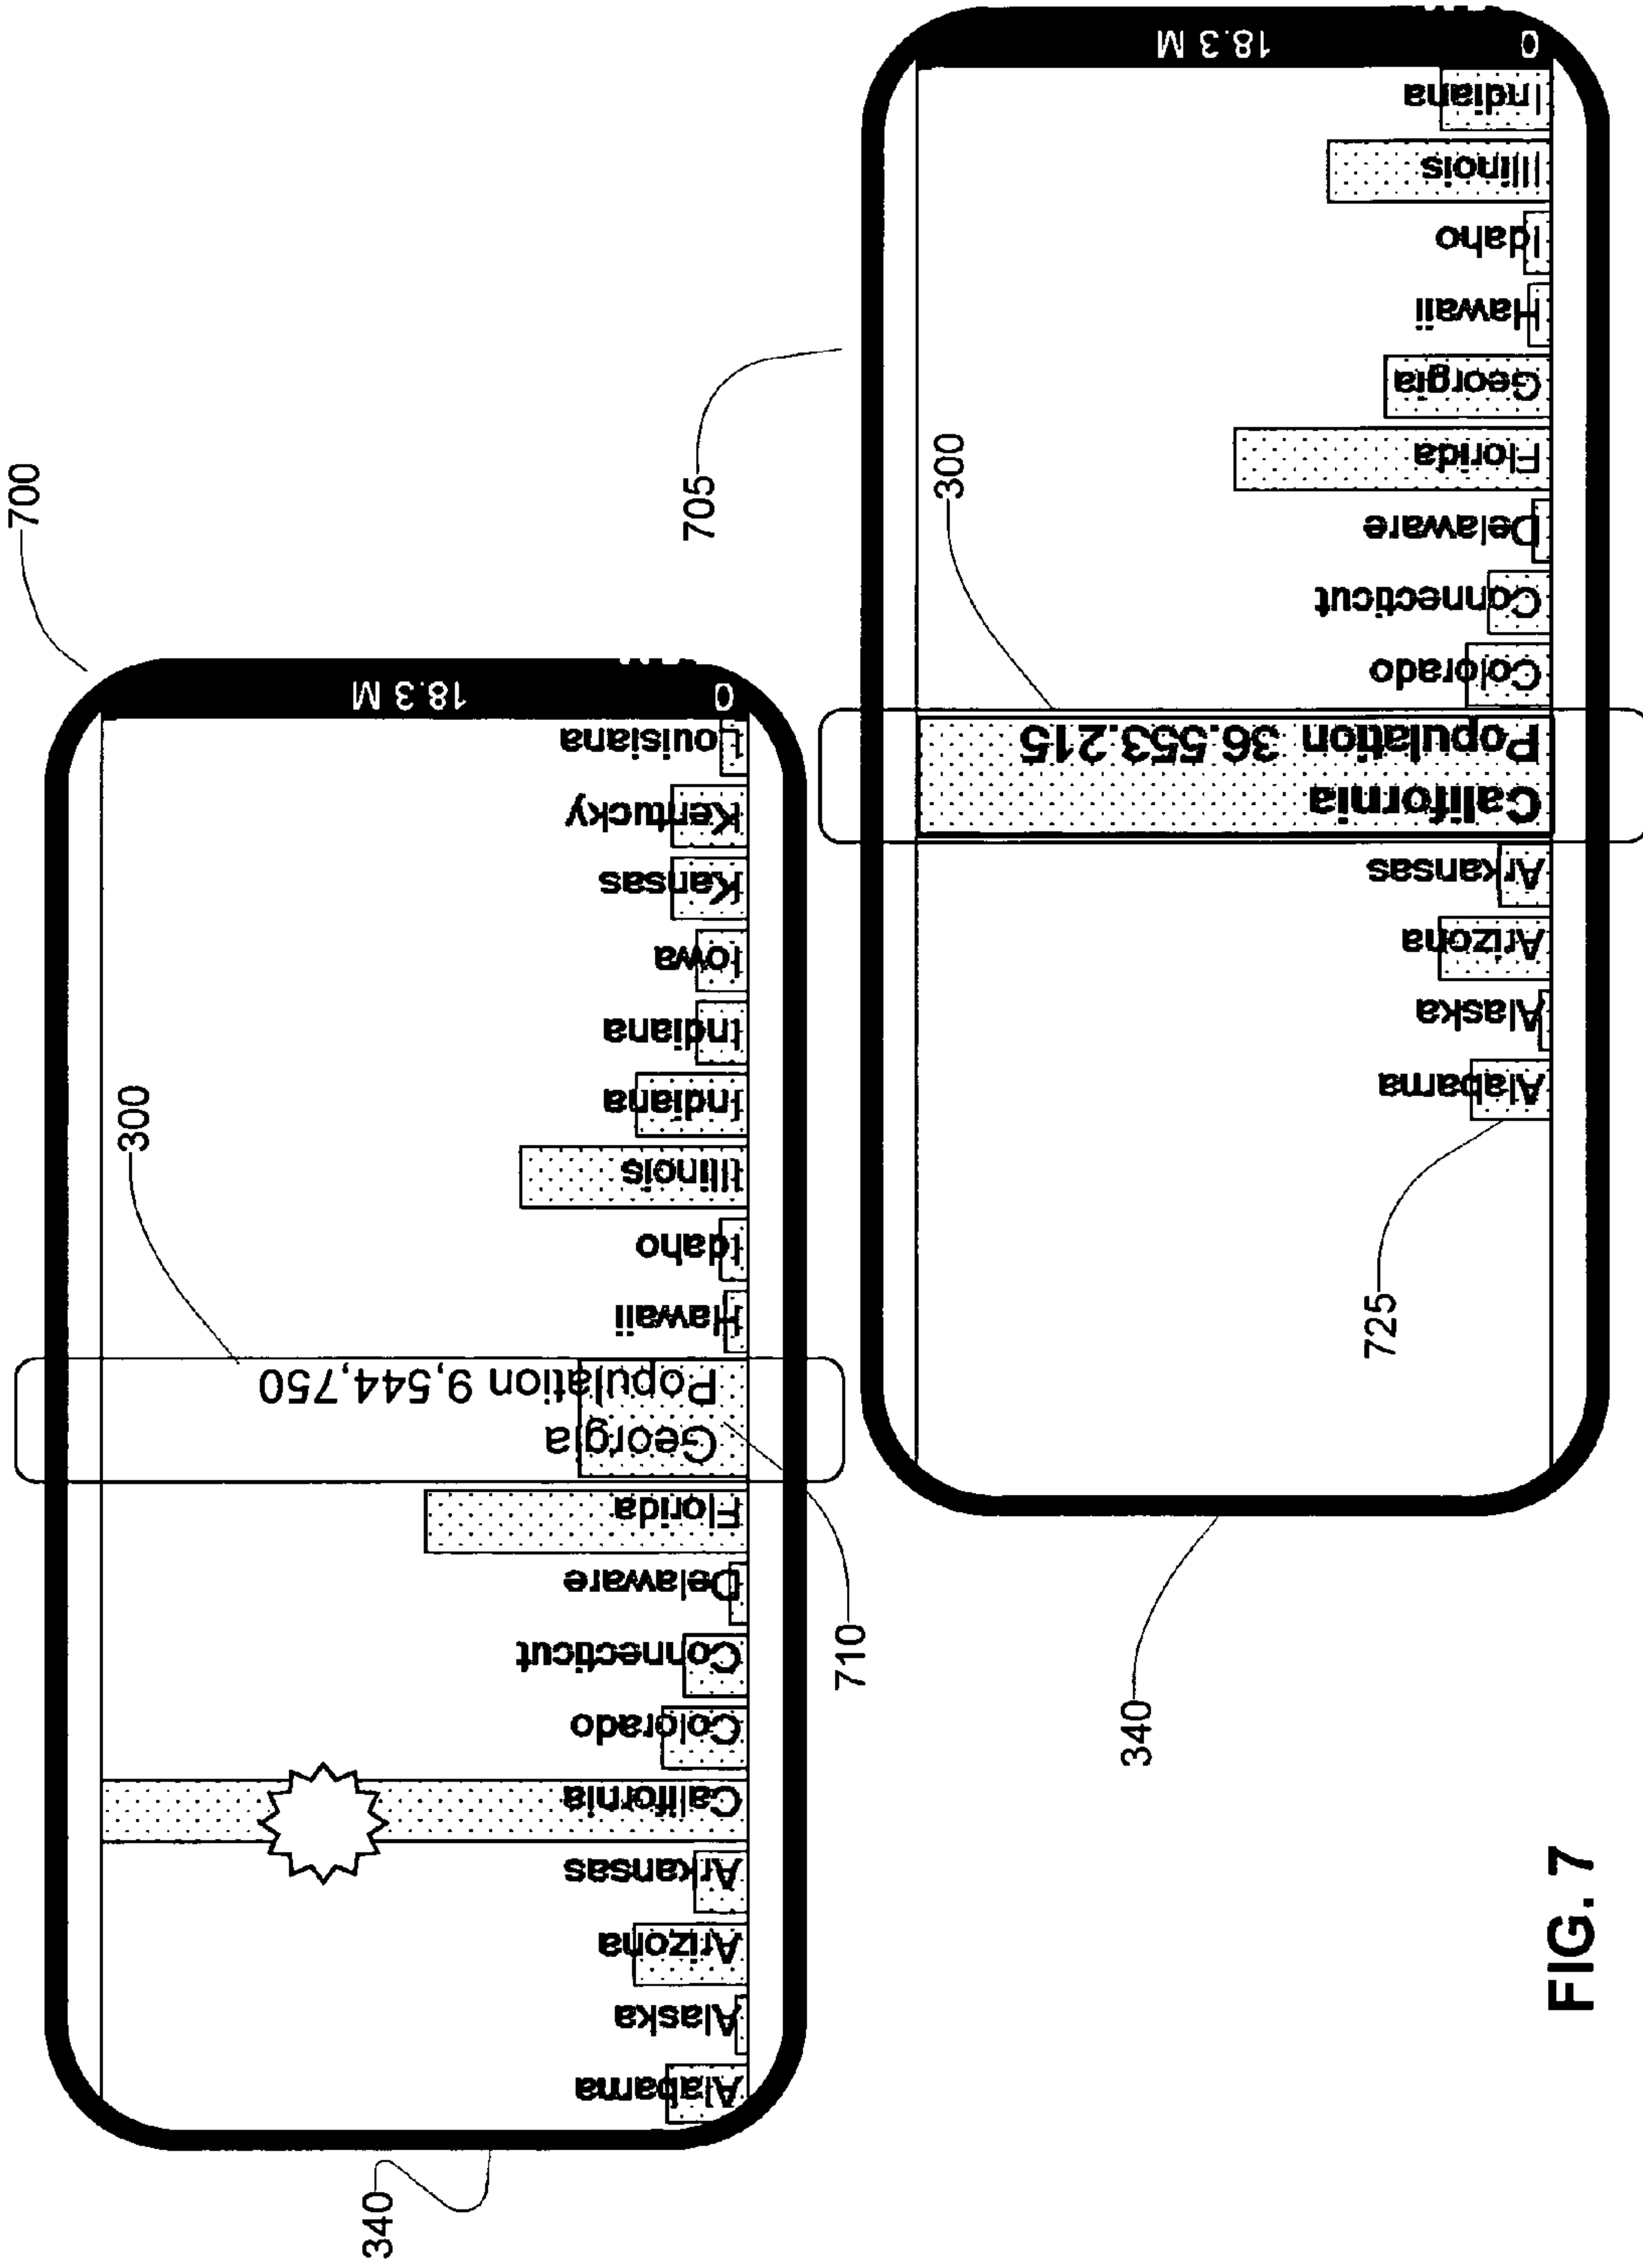 700
340
Alabama
Alaska
Arizona
Arkansas
California
Colorado
Connecticut
Delaware
Florida
Georgia
Population 9,544,750
Hawaii
Idaho
Illinois
Indiana
Indiana
Iowa
Kansas
Kentucky
Louisiana
0
18.3 M
300
710
705
340
Alabama
Alaska
Arizona
Arkansas
California
Population 36.553.215
Colorado
Connecticut
Delaware
Florida
Georgia
Hawaii
Idaho
Illinois
Indiana
0
18.3 M
300
725
FIG. 7